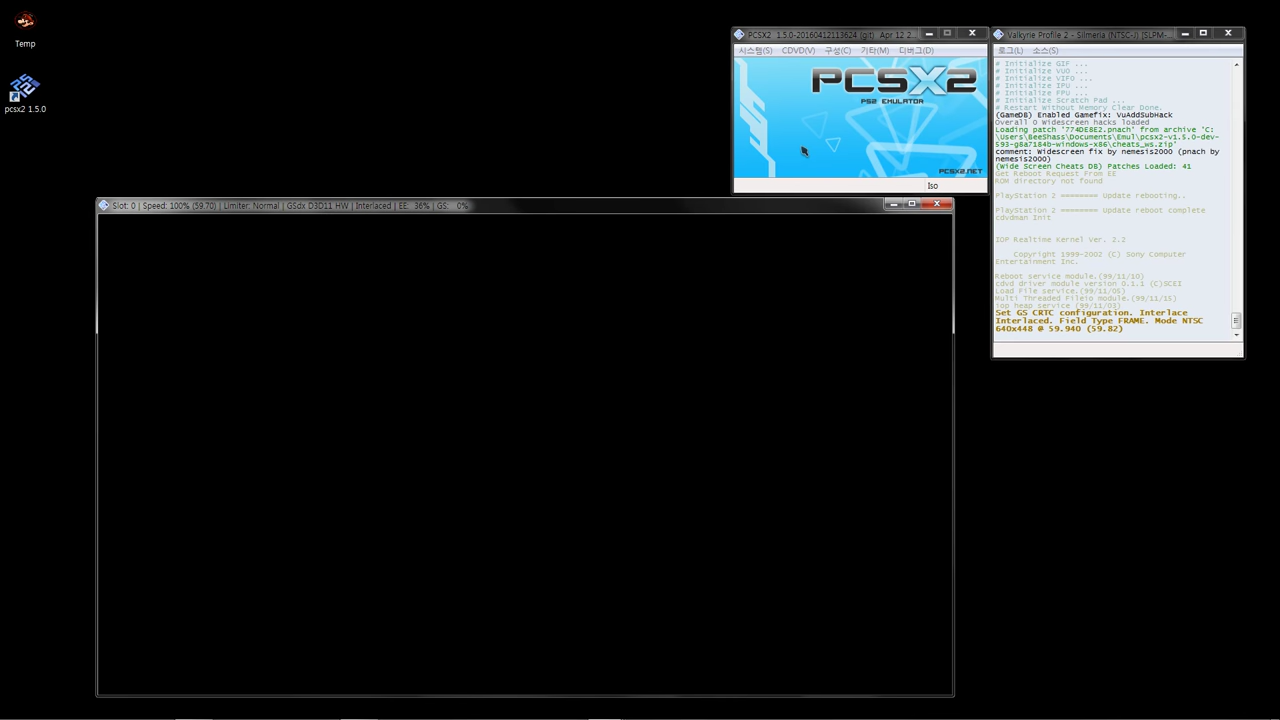 Temp
pcsx2 1.5.0
PCSX2 1.5.0-20160412113624 (git) Apr 12 2...
시스템(S) CDVD(V) 구성(C) 기타(M) 디버그(D)
PCSX2
PS2 EMULATOR
PCSX2.NET
Iso
Valkyrie Profile 2 - Silmeria (NTSC-J) [SLPM-
로그(L) 소스(S)
# Initialize GIF ...
# Initialize VU0 ...
# Initialize VIF0 ...
# Initialize IPU ...
# Initialize FPU ...
# Initialize Scratch Pad ...
# Restart Without Memory Clear Done.
(GameDB) Enabled Gamefix: VuAddSubHack
Overall 0 Widescreen hacks loaded
Loading patch '774DE8E2.pnach' from archive 'C:
\Users\BeeShass\Documents\Emul\pcsx2-v1.5.0-dev-
593-g8a7184b-windows-x86\cheats_ws.zip'
comment: Widescreen fix by nemesis2000 (pnach by
nemesis2000)
(Wide Screen Cheats DB) Patches Loaded: 41
Get Reboot Request From EE
ROM directory not found
PlayStation 2 ======== Update rebooting..
PlayStation 2 ======== Update reboot complete
cdvdman Init
IOP Realtime Kernel Ver. 2.2
Copyright 1999-2002 (C) Sony Computer
Entertainment Inc.
Reboot service module.(99/11/10)
cdvd driver module version 0.1.1 (C)SCEI
Load File service.(99/11/05)
Multi Threaded Fileio module.(99/11/15)
iop heap service (99/11/03)
Set GS CRTC configuration. Interlace
Interlaced. Field Type FRAME. Mode NTSC
640x448 @ 59.940 (59.82)
Slot: 0 | Speed: 100% (59.70) | Limiter: Normal | GSdx D3D11 HW | Interlaced | EE: 36% | GS: 0%